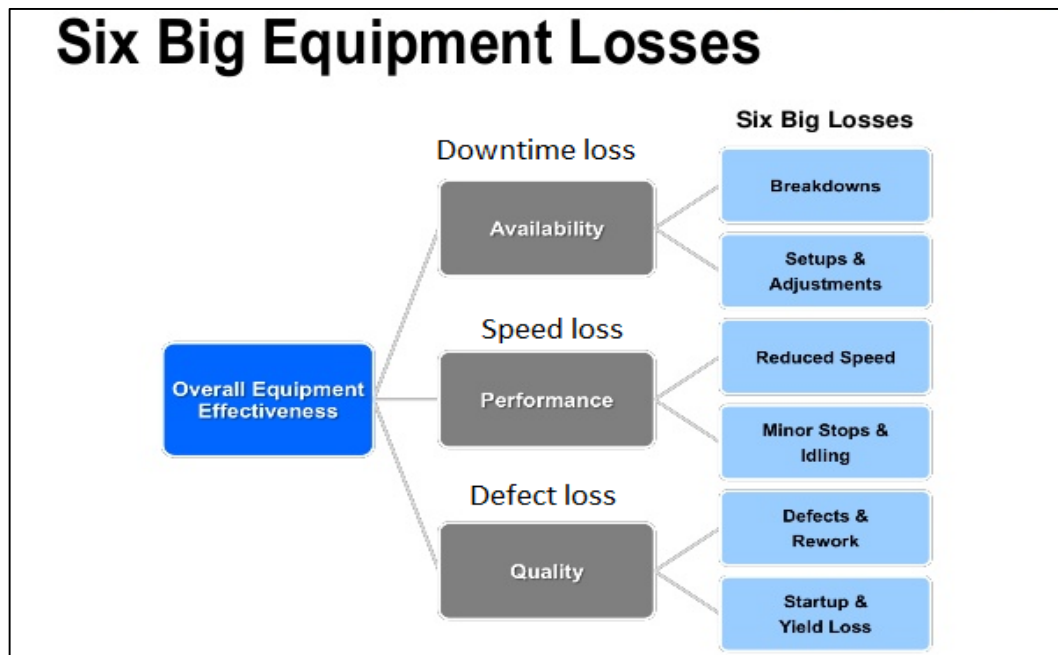 Six Big Equipment Losses
Six Big Losses
Downtime loss
Availability
Breakdowns
Setups &
Adjustments
Overall Equipment
Effectiveness
Speed loss
Performance
Reduced Speed
Minor Stops &
Idling
Defect loss
Quality
Defects &
Rework
Startup &
Yield Loss